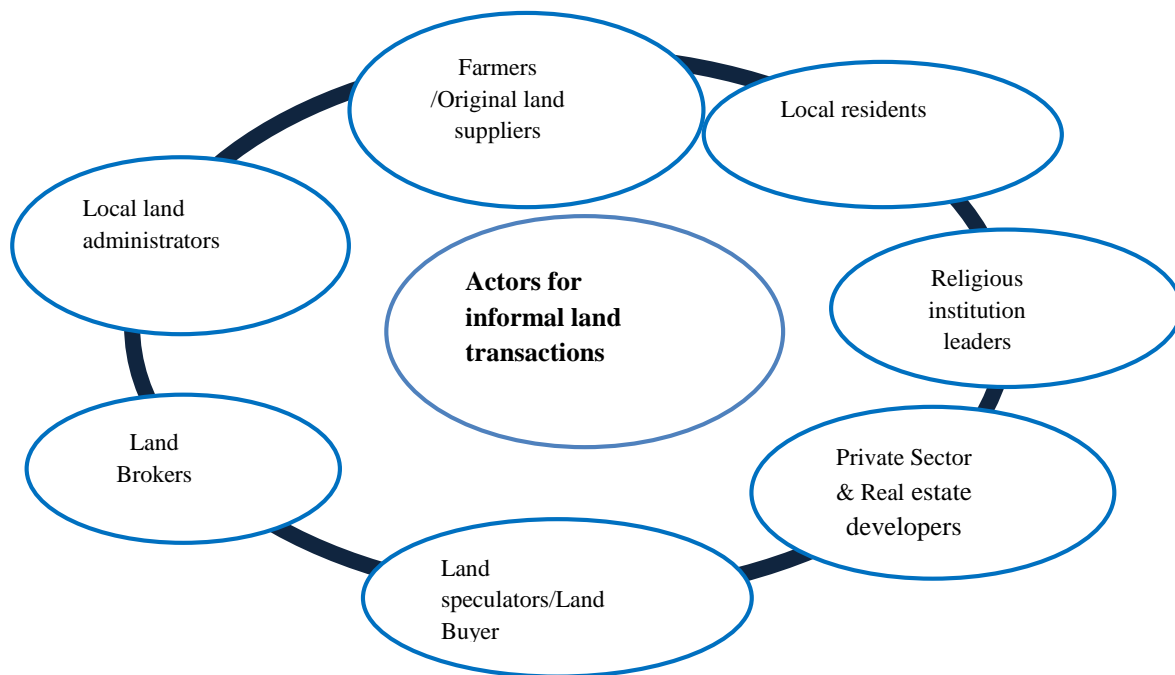 Farmers
/Original land
suppliers
Local residents
Local land
administrators
Actors for
informal land
transactions
Religious
institution
leaders
Land
Brokers
Private Sector
& Real estate
developers
Land
speculators/Land
Buyer